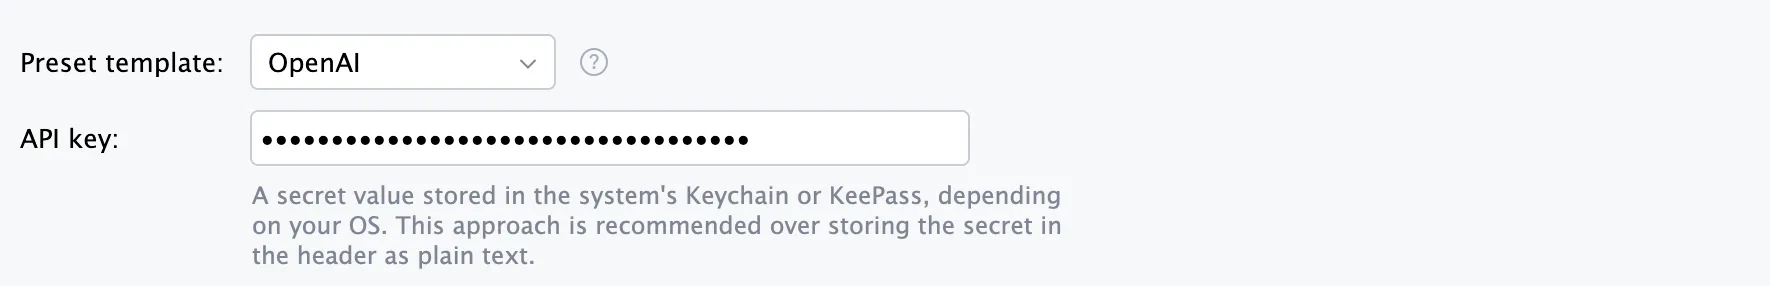 Preset template: OpenAI ?
API key: •••••••••••••••••••••••••••••••••••
A secret value stored in the system's Keychain or KeePass, depending
on your OS. This approach is recommended over storing the secret in
the header as plain text.